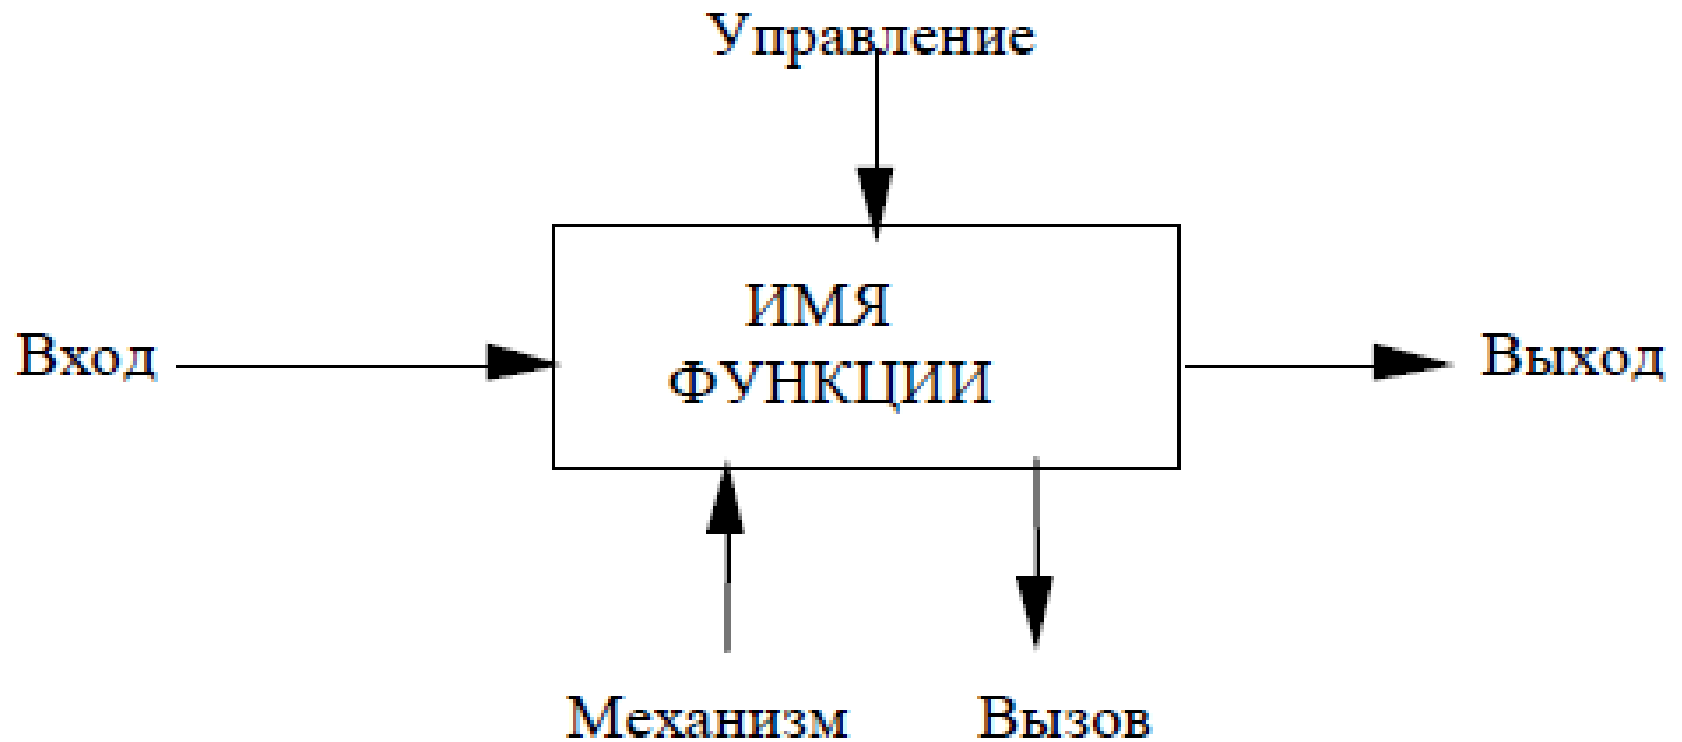 Управление
ИМЯ
ФУНКЦИИ
Вход
Выход
Механизм
Вызов